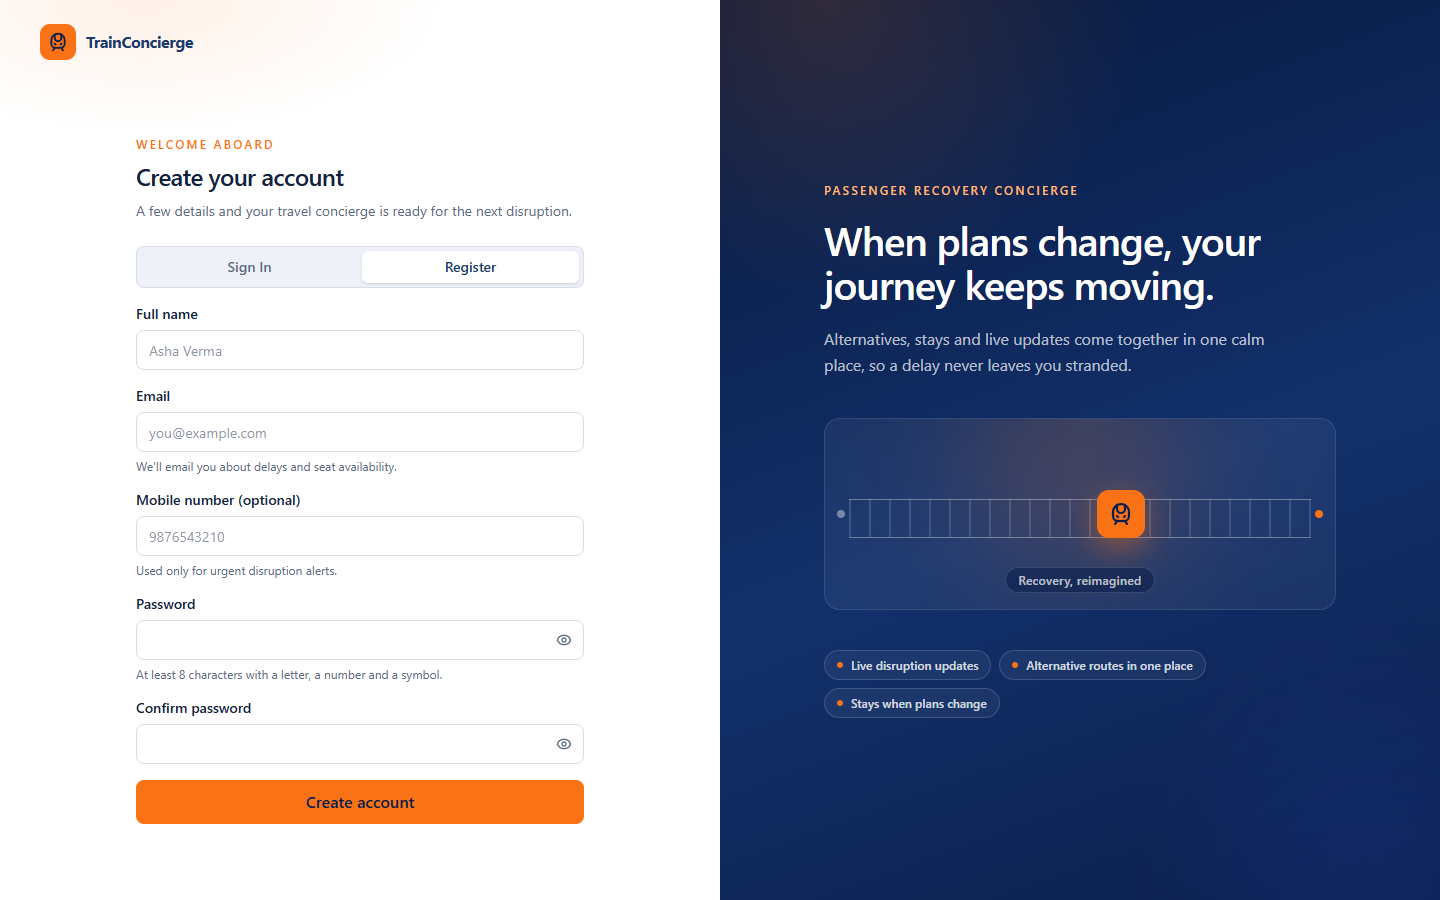 TrainConcierge
WELCOME ABOARD
Create your account
A few details and your travel concierge is ready for the next disruption.
Sign In
Register
Full name
Asha Verma
Email
you@example.com
We'll email you about delays and seat availability.
Mobile number (optional)
9876543210
Used only for urgent disruption alerts.
Password
At least 8 characters with a letter, a number and a symbol.
Confirm password
Create account
PASSENGER RECOVERY CONCIERGE
When plans change, your
journey keeps moving.
Alternatives, stays and live updates come together in one calm
place, so a delay never leaves you stranded.
Recovery, reimagined
Live disruption updates
Alternative routes in one place
Stays when plans change